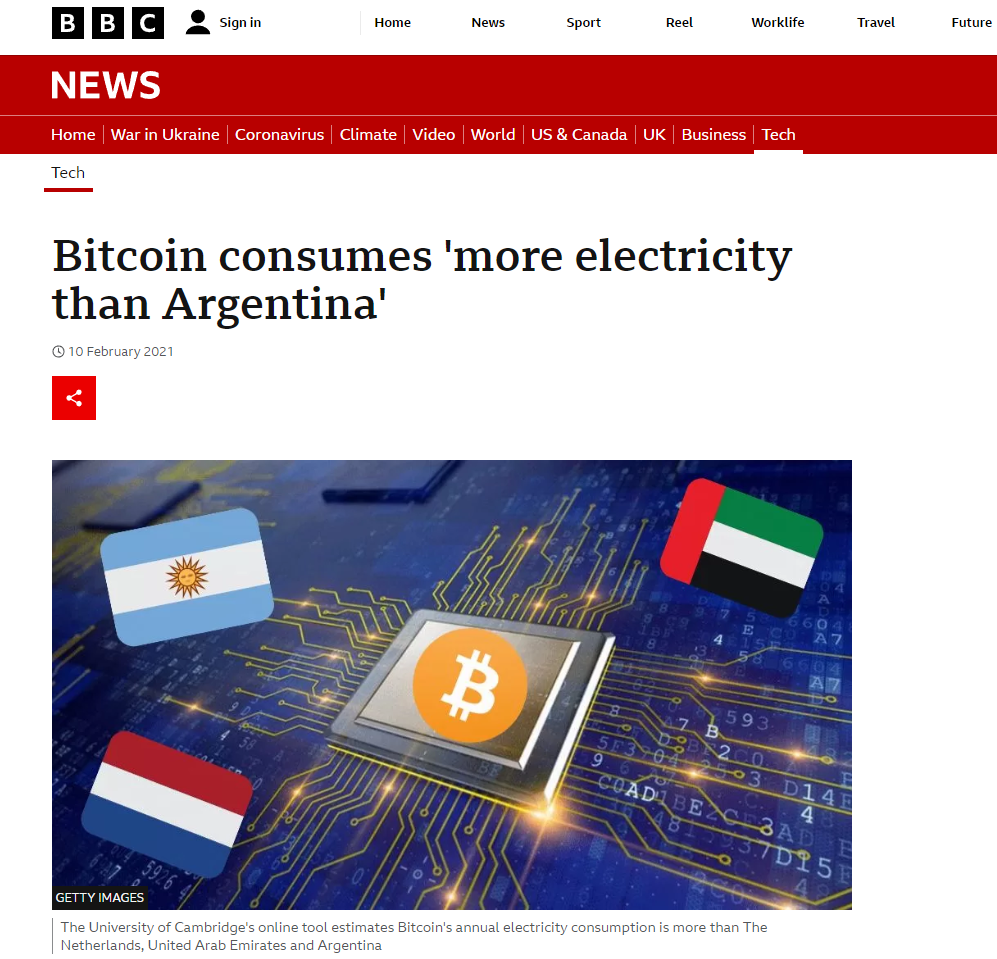 BBC Sign in Home News Sport Reel Worklife Travel Future
NEWS
Home War in Ukraine Coronavirus Climate Video World US & Canada UK Business Tech
Tech
Bitcoin consumes 'more electricity
than Argentina'
10 February 2021
GETTY IMAGES
The University of Cambridge's online tool estimates Bitcoin's annual electricity consumption is more than The
Netherlands, United Arab Emirates and Argentina